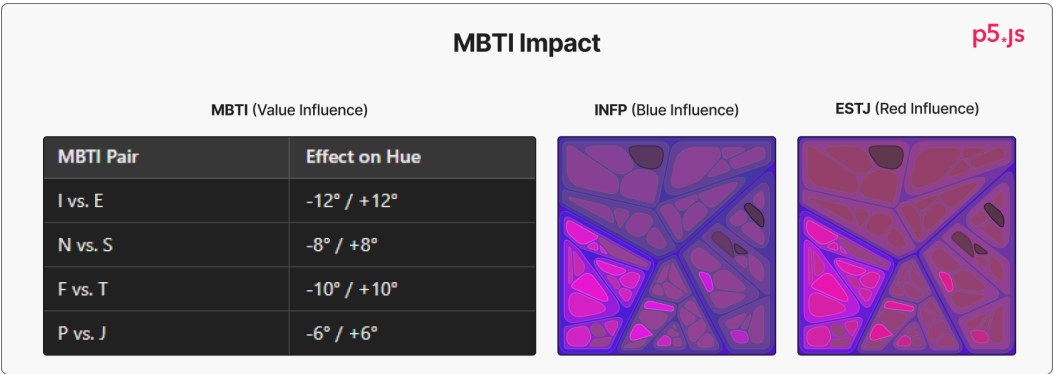 MBTI Impact
p5*js
MBTI (Value Influence)
INFP (Blue Influence)
ESTJ (Red Influence)
MBTI Pair
Effect on Hue
I vs. E
-12° / +12°
N vs. S
-8° / +8°
F vs. T
-10° / +10°
P vs. J
-6° / +6°